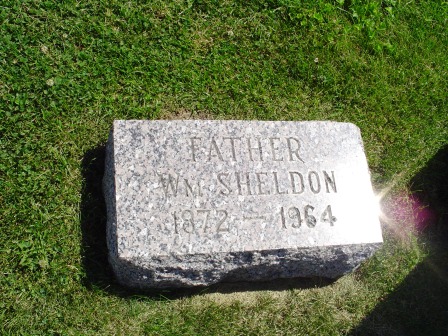 FATHER
WM. SHELDON
1872 — 1964